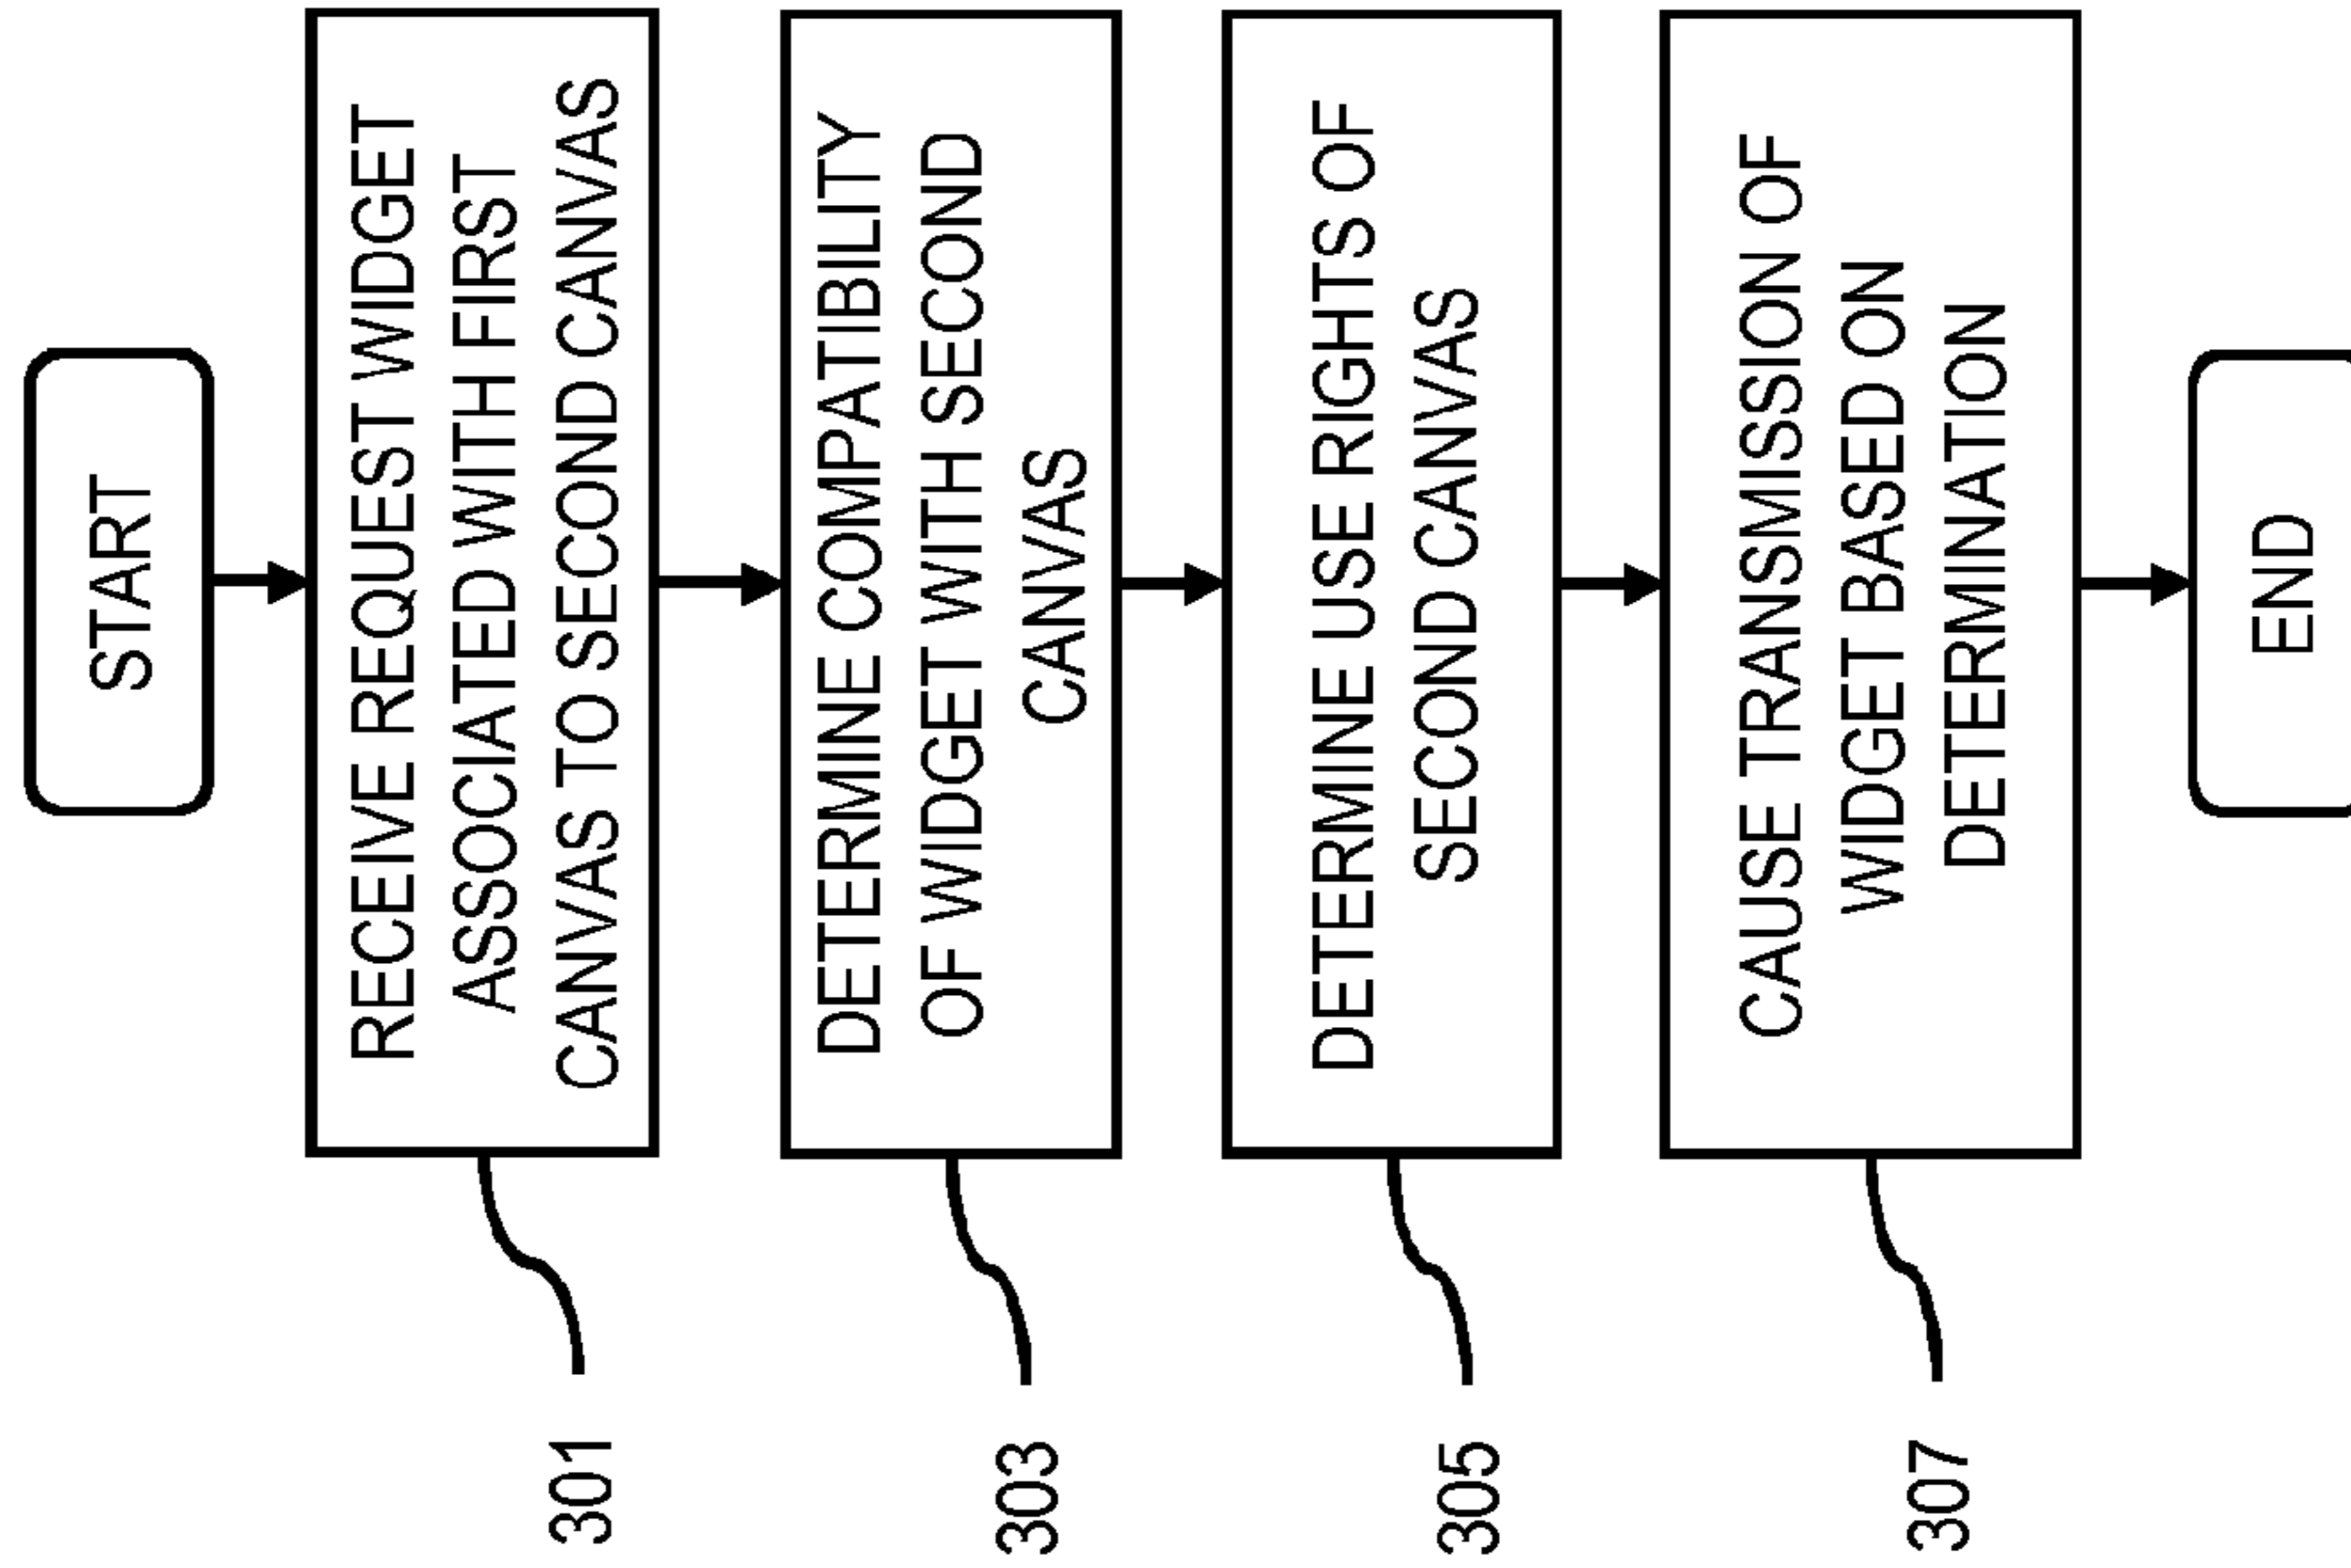 START
RECEIVE REQUEST WIDGET
ASSOCIATED WITH FIRST
CANVAS TO SECOND CANVAS
301
DETERMINE COMPATIBILITY
OF WIDGET WITH SECOND
CANVAS
303
DETERMINE USE RIGHTS OF
SECOND CANVAS
305
CAUSE TRANSMISSION OF
WIDGET BASED ON
DETERMINATION
307
END